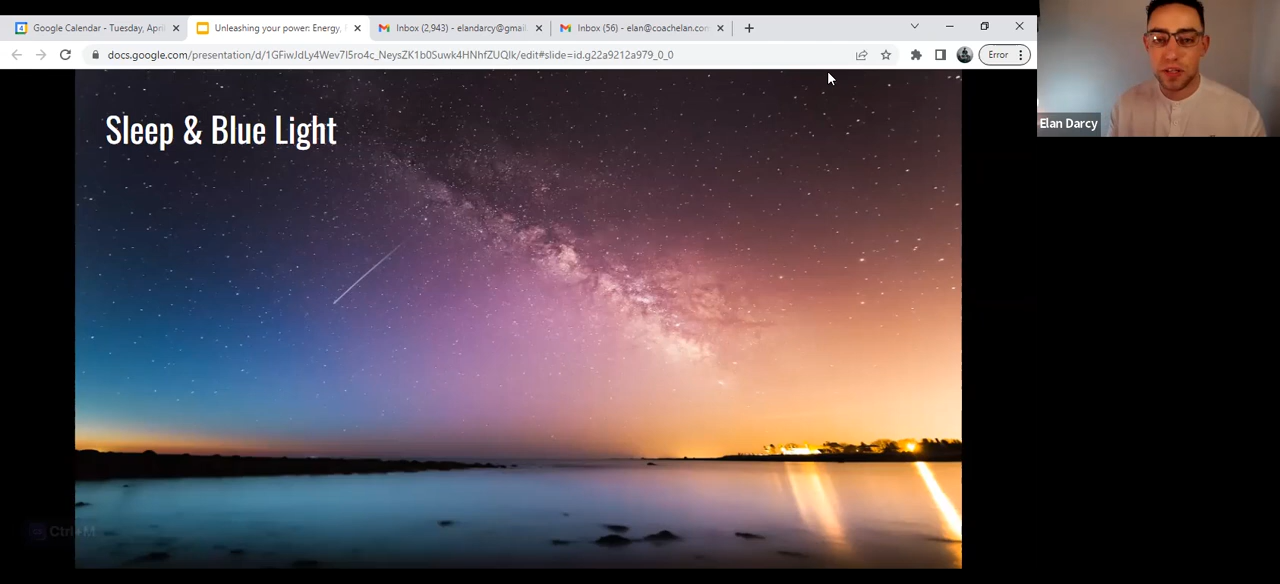 Google Calendar - Tuesday, April
Unleashing your power: Energy,
Inbox (2,943) - elandarcy@gmail.
Inbox (56) - elan@coachelan.com
docs.google.com/presentation/d/1GFiwJdLy4Wev7I5ro4c_NeysZK1b0Suwk4HNhfZUQlk/edit#slide=id.g22a9212a979_0_0
Error
Elan Darcy
Sleep & Blue Light
Ctrl+M